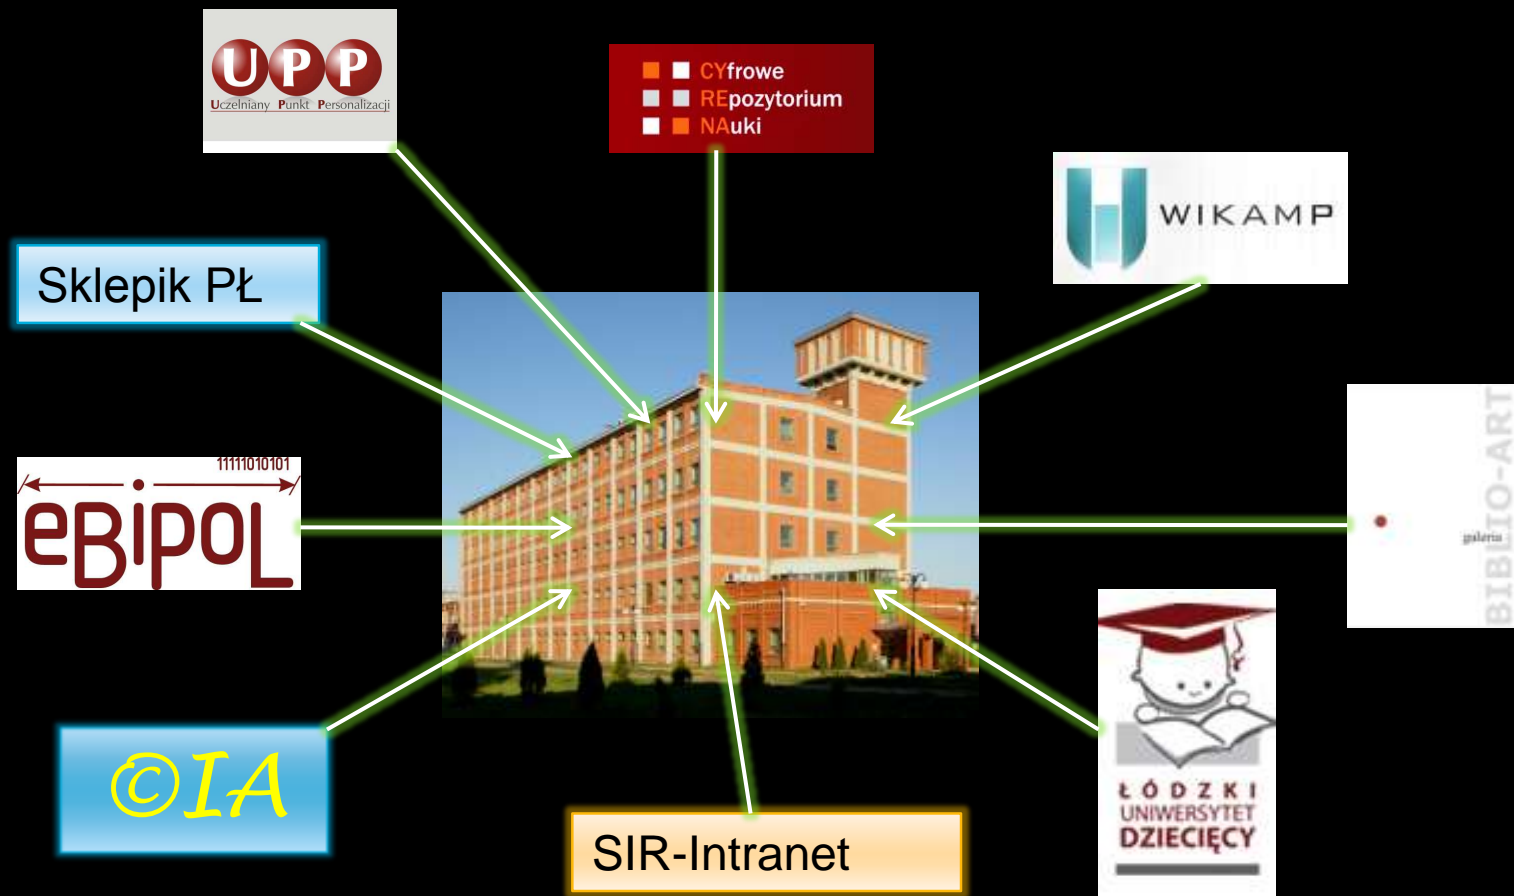 UPP
Uczelniany Punkt Personalizacji
CYfrowe
REpozytorium
NAuki
WIKAMP
Sklepik PŁ
11111010101
eBiPOL
galeria
BIBLIO-ART
©IA
SIR-Intranet
ŁÓDZKI
UNIWERSYTET
DZIECIĘCY